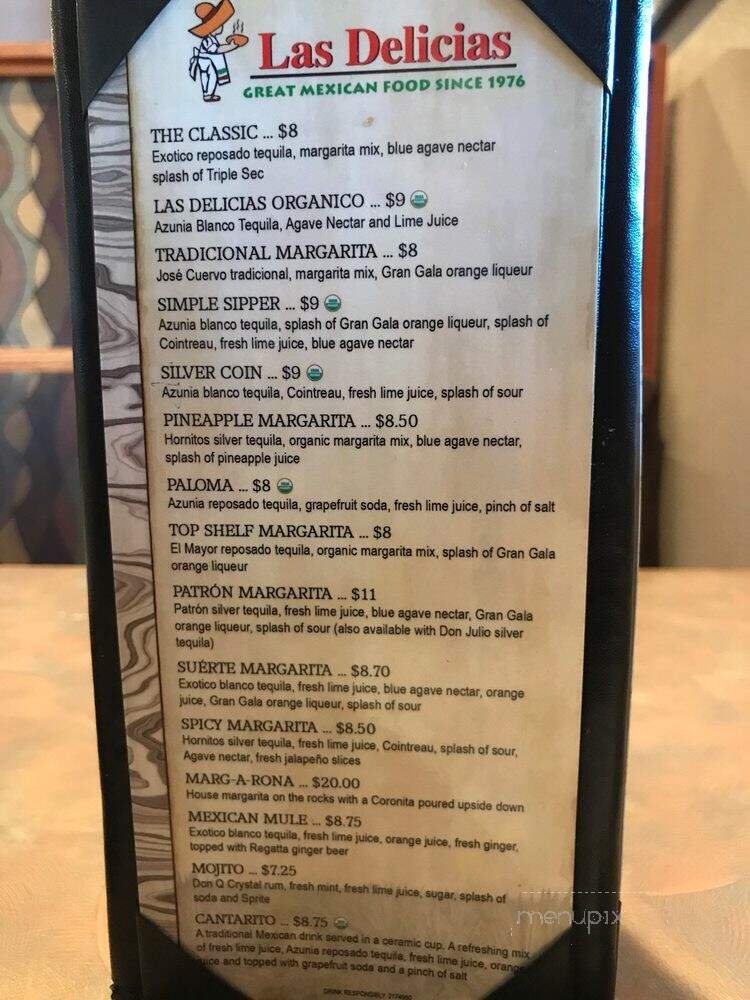 Las Delicias
GREAT MEXICAN FOOD SINCE 1976
THE CLASSIC ... $8
Exotico reposado tequila, margarita mix, blue agave nectar
splash of Triple Sec
LAS DELICIAS ORGANICO ... $9
Azunia Blanco Tequila, Agave Nectar and Lime Juice
TRADICIONAL MARGARITA ... $8
José Cuervo tradicional, margarita mix, Gran Gala orange liqueur
SIMPLE SIPPER ... $9
Azunia blanco tequila, splash of Gran Gala orange liqueur, splash of
Cointreau, fresh lime juice, blue agave nectar
SILVER COIN ... $9
Azunia blanco tequila, Cointreau, fresh lime juice, splash of sour
PINEAPPLE MARGARITA ... $8.50
Hornitos silver tequila, organic margarita mix, blue agave nectar,
splash of pineapple juice
PALOMA ... $8
Azunia reposado tequila, grapefruit soda, fresh lime juice, pinch of salt
TOP SHELF MARGARITA ... $8
El Mayor reposado tequila, organic margarita mix, splash of Gran Gala
orange liqueur
PATRÓN MARGARITA ... $11
Patrón silver tequila, fresh lime juice, blue agave nectar, Gran Gala
orange liqueur, splash of sour (also available with Don Julio silver
tequila)
SUÉRTE MARGARITA ... $8.70
Exotico blanco tequila, fresh lime juice, blue agave nectar, orange
juice, Gran Gala orange liqueur, splash of sour
SPICY MARGARITA ... $8.50
Hornitos silver tequila, fresh lime juice, Cointreau, splash of sour,
Agave nectar, fresh jalapeño slices
MARG-A-RONA ... $20.00
House margarita on the rocks with a Coronita poured upside down
MEXICAN MULE ... $8.75
Exotico blanco tequila, fresh lime juice, orange juice, fresh ginger,
topped with Regatta ginger beer
MOJITO ... $7.25
Don Q Crystal rum, fresh mint, fresh lime juice, sugar, splash of
soda and Sprite
CANTARITO ... $8.75
A traditional Mexican drink served in a ceramic cup. A refreshing mix
of fresh lime juice, Azunia reposado tequila, fresh lime juice, orange
juice and topped with grapefruit soda and a pinch of salt
DRINK RESPONSIBLY
menupix